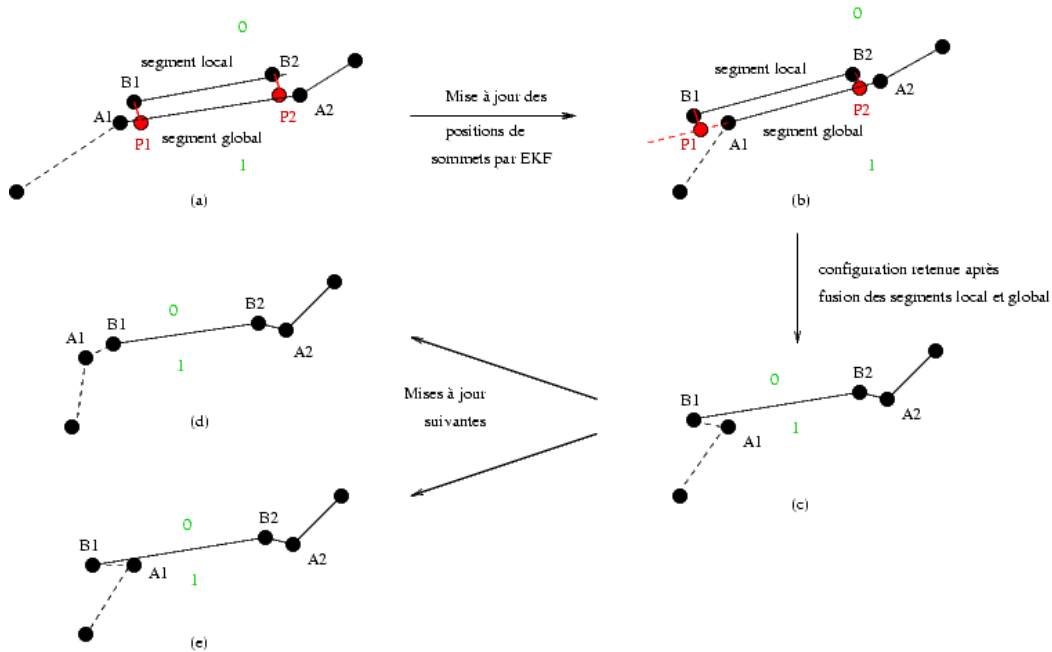 0
segment local
B1
B2
A1
P2
A2
P1
segment global
1
(a)
Mise à jour des
positions de
sommets par EKF
0
B2
segment local
B1
A2
P2
P1
A1
segment global
1
(b)
configuration retenue après
fusion des segments local et global
0
B1
B2
A2
A1
1
(c)
Mises à jour
suivantes
0
B2
A1
B1
A2
1
(d)
0
B2
B1
A1
A2
1
(e)